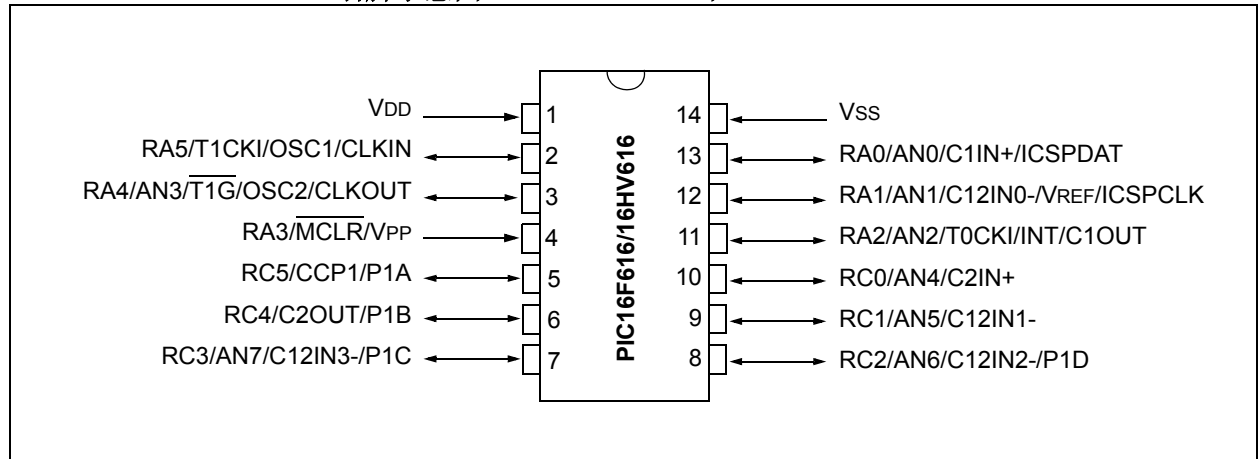 VDD 1 14 VSS
RA5/T1CKI/OSC1/CLKIN 2 13 RA0/AN0/C1IN+/ICSPDAT
RA4/AN3/T1G/OSC2/CLKOUT 3 12 RA1/AN1/C12IN0-/VREF/ICSPCLK
RA3/MCLR/VPP 4 11 RA2/AN2/T0CKI/INT/C1OUT
RC5/CCP1/P1A 5 10 RC0/AN4/C2IN+
RC4/C2OUT/P1B 6 9 RC1/AN5/C12IN1-
RC3/AN7/C12IN3-/P1C 7 8 RC2/AN6/C12IN2-/P1D
PIC16F616/16HV616